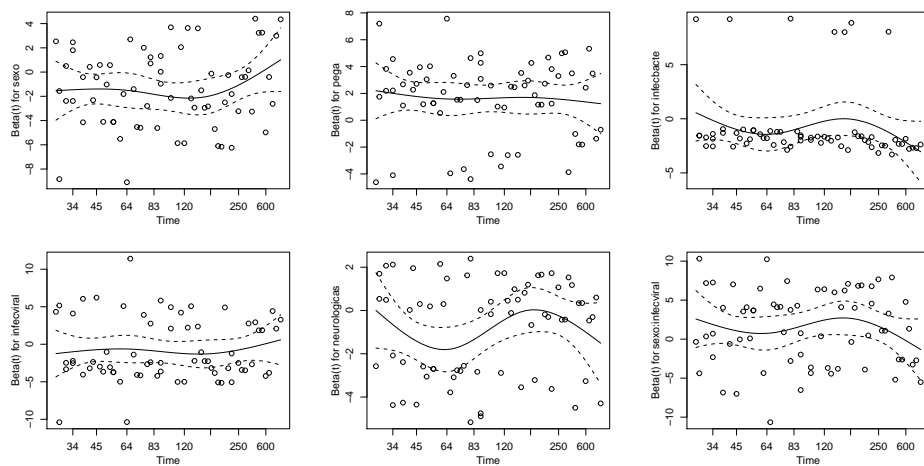 Beta(t) for sexo
4
2
0
−2
−4
−6
−8
34 45 64 83 120 250 600
Time
Beta(t) for pega
8
6
4
2
0
2
−4
34 45 64 83 120 250 600
Time
Beta(t) for infecbacte
5
0
−5
34 45 64 83 120 250 600
Time
Beta(t) for infecviral
10
5
0
−5
−10
34 45 64 83 120 250 600
Time
Beta(t) for neurologicas
2
0
−2
−4
34 45 64 83 120 250 600
Time
Beta(t) for sexo:infecviral
10
5
0
−5
−10
34 45 64 83 120 250 600
Time